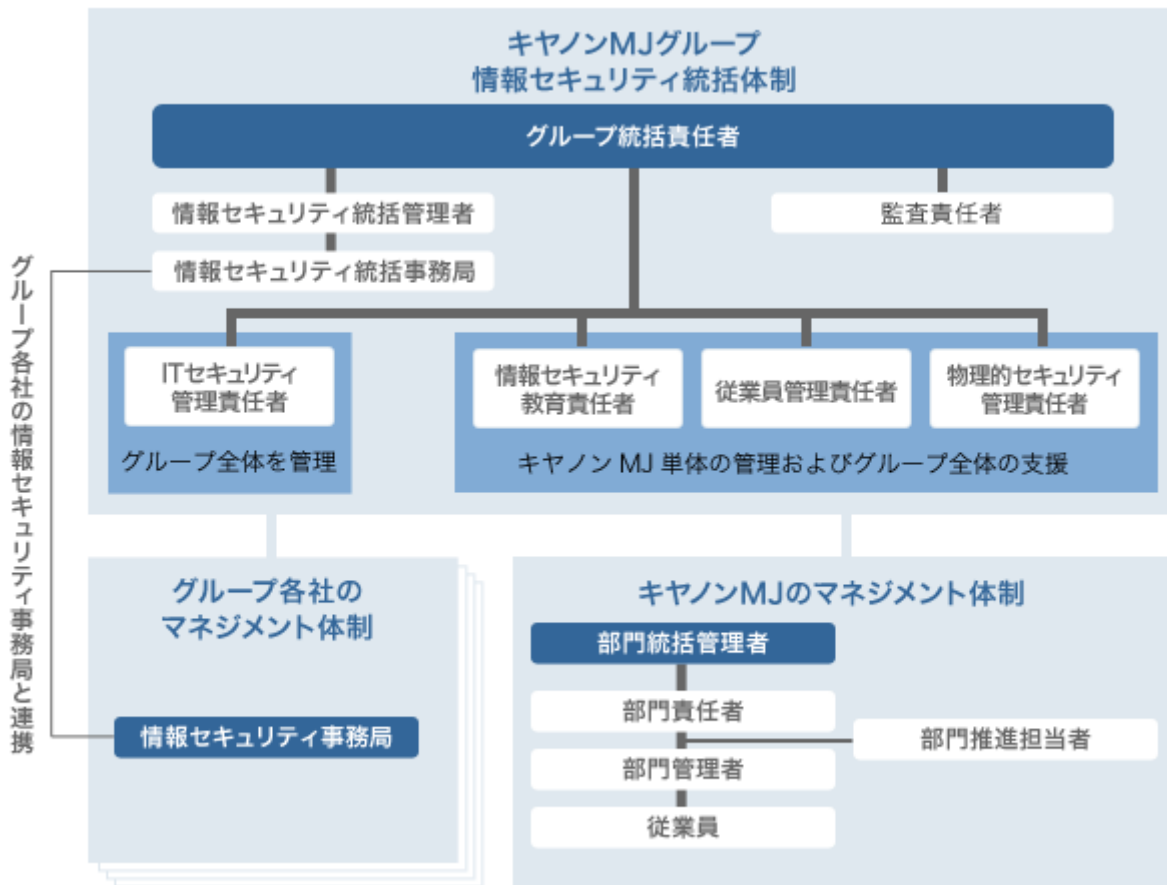 キヤノンMJグループ
情報セキュリティ統括体制
グループ統括責任者
情報セキュリティ統括管理者
監査責任者
情報セキュリティ統括事務局
グループ各社の情報セキュリティ事務局と連携
ITセキュリティ
管理責任者
グループ全体を管理
情報セキュリティ
教育責任者
従業員管理責任者
物理的セキュリティ
管理責任者
キヤノン MJ 単体の管理およびグループ全体の支援
グループ各社の
マネジメント体制
情報セキュリティ事務局
キヤノンMJのマネジメント体制
部門統括管理者
部門責任者
部門推進担当者
部門管理者
従業員